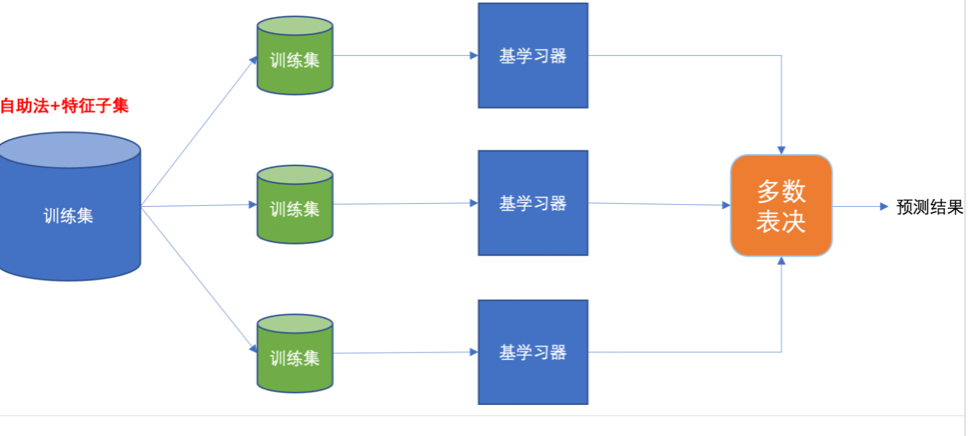 自助法+特征子集
训练集
训练集
基学习器
训练集
基学习器
训练集
基学习器
多数
表决
预测结果